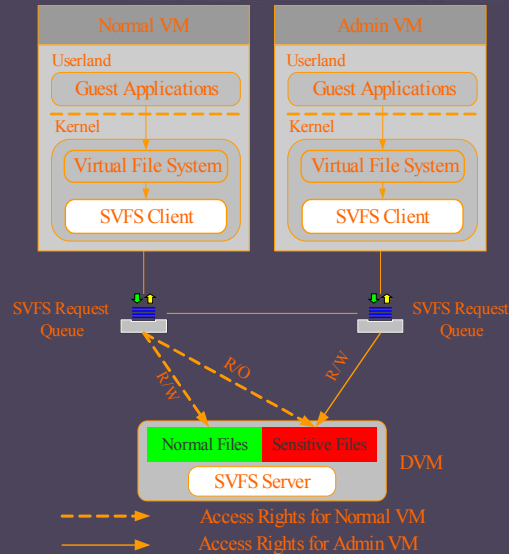 Normal VM
Userland
Guest Applications
Kernel
Virtual File System
SVFS Client
Admin VM
Userland
Guest Applications
Kernel
Virtual File System
SVFS Client
SVFS Request
Queue
SVFS Request
Queue
R/W
R/O
R/W
Normal Files
Sensitive Files
DVM
SVFS Server
Access Rights for Normal VM
Access Rights for Admin VM